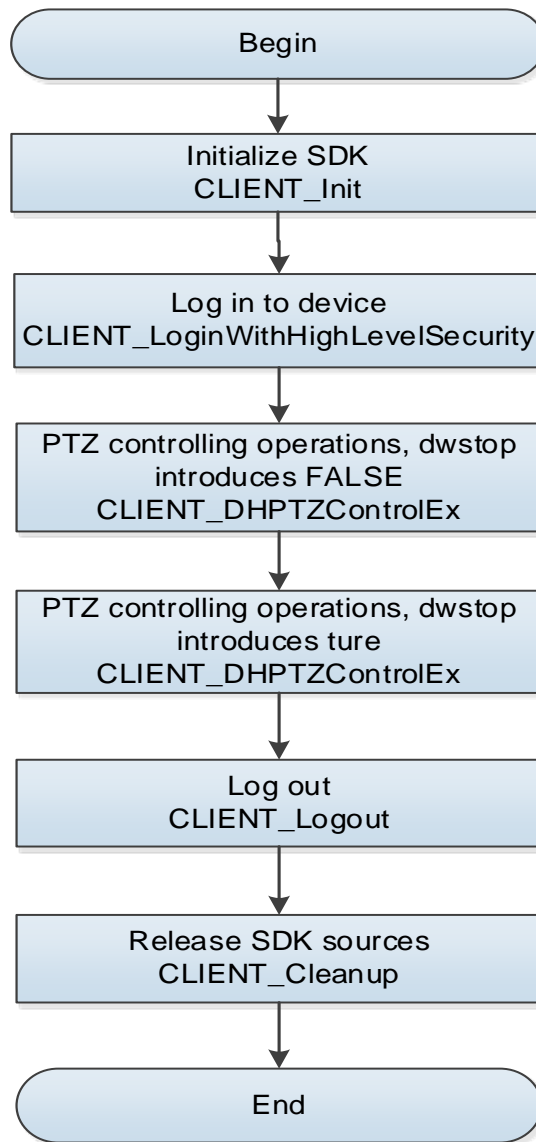 Begin
Initialize SDK
CLIENT_Init
Log in to device
CLIENT_LoginWithHighLevelSecurity
PTZ controlling operations, dwstop
introduces FALSE
CLIENT_DHPTZControlEx
PTZ controlling operations, dwstop
introduces ture
CLIENT_DHPTZControlEx
Log out
CLIENT_Logout
Release SDK sources
CLIENT_Cleanup
End